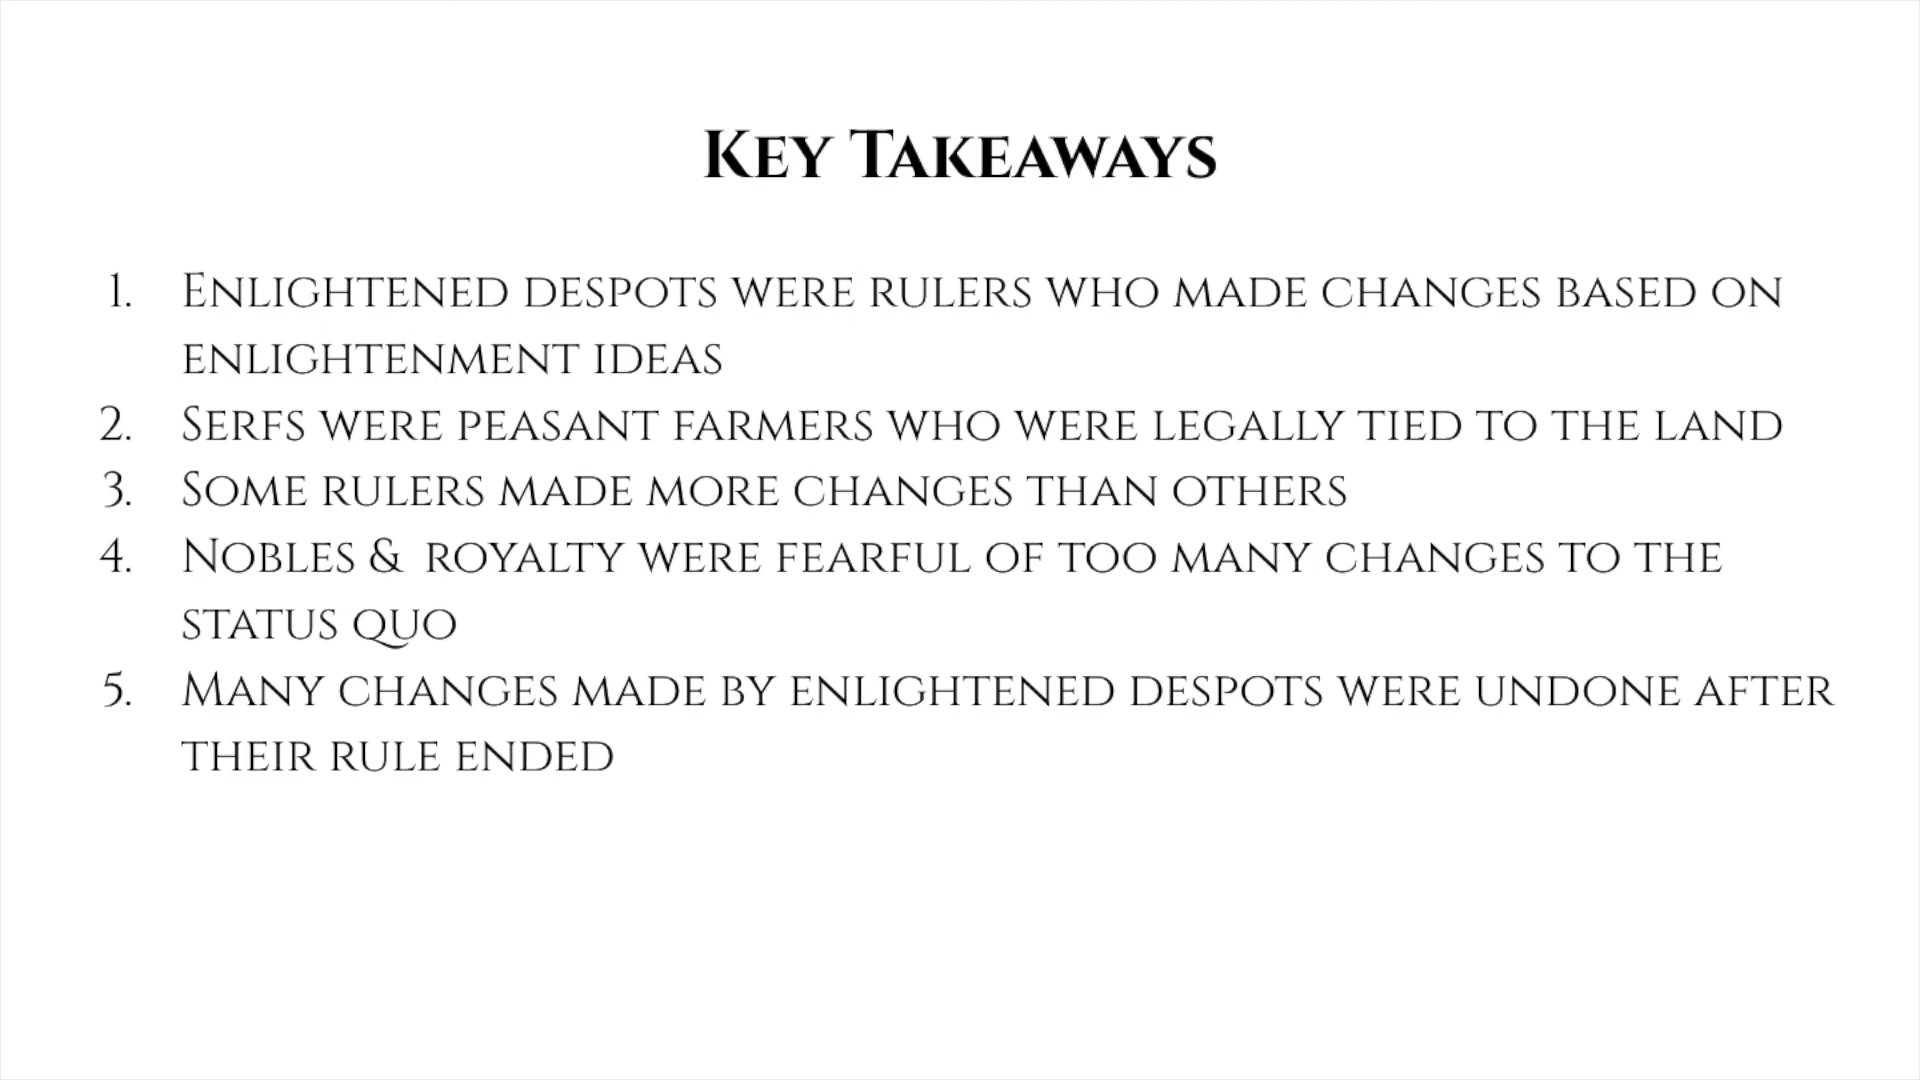 Key Takeaways
1. Enlightened despots were rulers who made changes based on
enlightenment ideas
2. Serfs were peasant farmers who were legally tied to the land
3. Some rulers made more changes than others
4. Nobles & royalty were fearful of too many changes to the
status quo
5. Many changes made by enlightened despots were undone after
their rule ended